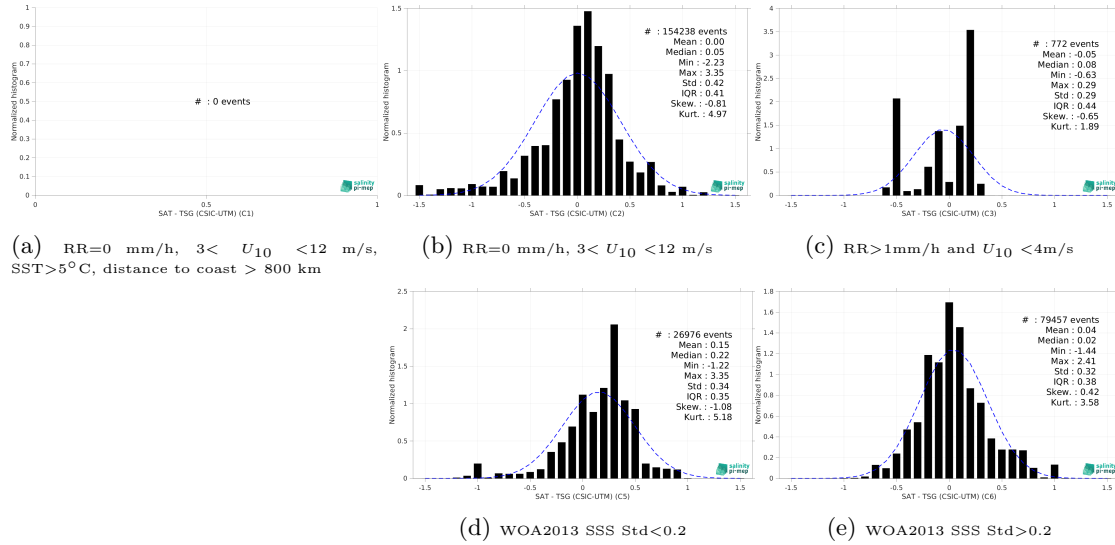 1
0.9
0.8
0.7
0.6
0.5
0.4
0.3
0.2
0.1
0
Normalized histogram
# : 0 events
salinity
pi-mep
0 0.5 1
SAT - TSG (CSIC-UTM) (C1)
(a) RR=0 mm/h, 3< U10 <12 m/s,
SST>5°C, distance to coast > 800 km
1.5
1
0.5
0
Normalized histogram
# : 154238 events
Mean : 0.00
Median : 0.05
Min : -2.23
Max : 3.35
Std : 0.42
IQR : 0.41
Skew. : -0.81
Kurt. : 4.97
salinity
pi-mep
-1.5 -1 -0.5 0 0.5 1 1.5
SAT - TSG (CSIC-UTM) (C2)
(b) RR=0 mm/h, 3< U10 <12 m/s
4
3.5
3
2.5
2
1.5
1
0.5
0
Normalized histogram
# : 772 events
Mean : -0.05
Median : 0.08
Min : -0.63
Max : 0.29
Std : 0.29
IQR : 0.44
Skew. : -0.65
Kurt. : 1.89
salinity
pi-mep
-1.5 -1 -0.5 0 0.5 1 1.5
SAT - TSG (CSIC-UTM) (C3)
(c) RR>1mm/h and U10 <4m/s
2.5
2
1.5
1
0.5
0
Normalized histogram
# : 26976 events
Mean : 0.15
Median : 0.22
Min : -1.22
Max : 3.35
Std : 0.34
IQR : 0.35
Skew. : -1.08
Kurt. : 5.18
salinity
pi-mep
-1.5 -1 -0.5 0 0.5 1 1.5
SAT - TSG (CSIC-UTM) (C5)
(d) WOA2013 SSS Std<0.2
1.8
1.6
1.4
1.2
1
0.8
0.6
0.4
0.2
0
Normalized histogram
# : 79457 events
Mean : 0.04
Median : 0.02
Min : -1.44
Max : 2.41
Std : 0.32
IQR : 0.38
Skew. : 0.42
Kurt. : 3.58
salinity
pi-mep
-1.5 -1 -0.5 0 0.5 1 1.5
SAT - TSG (CSIC-UTM) (C6)
(e) WOA2013 SSS Std>0.2